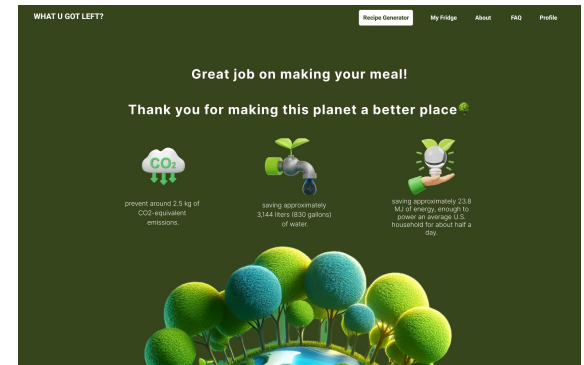 WHAT U GOT LEFT?
Recipe Generator
My Fridge
About
FAQ
Profile
Great job on making your meal!
Thank you for making this planet a better place
CO2
prevent around 2.5 kg of
CO2-equivalent
emissions.
saving approximately
3,144 liters (830 gallons)
of water.
saving approximately 23.8
MJ of energy, enough to
power an average U.S.
household for about half a
day.